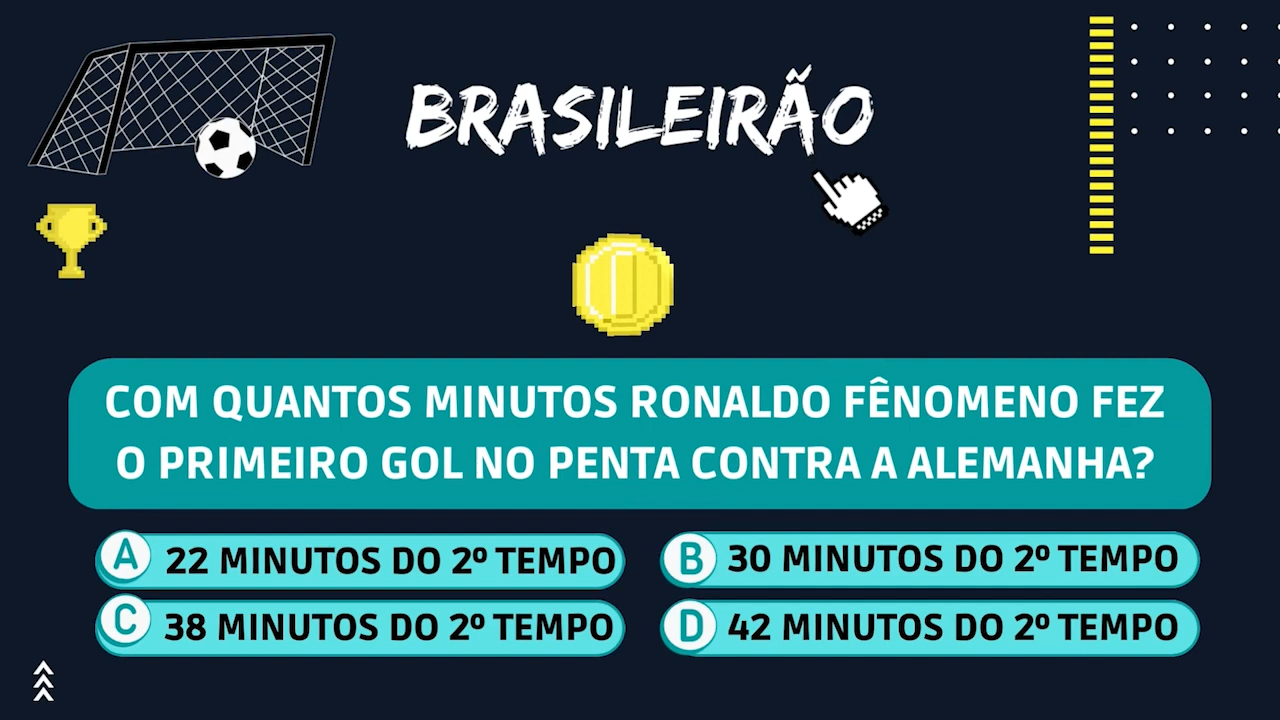 BRASILEIRÃO
COM QUANTOS MINUTOS RONALDO FÊNOMENO FEZ
O PRIMEIRO GOL NO PENTA CONTRA A ALEMANHA?
A 22 MINUTOS DO 2º TEMPO
B 30 MINUTOS DO 2º TEMPO
C 38 MINUTOS DO 2º TEMPO
D 42 MINUTOS DO 2º TEMPO